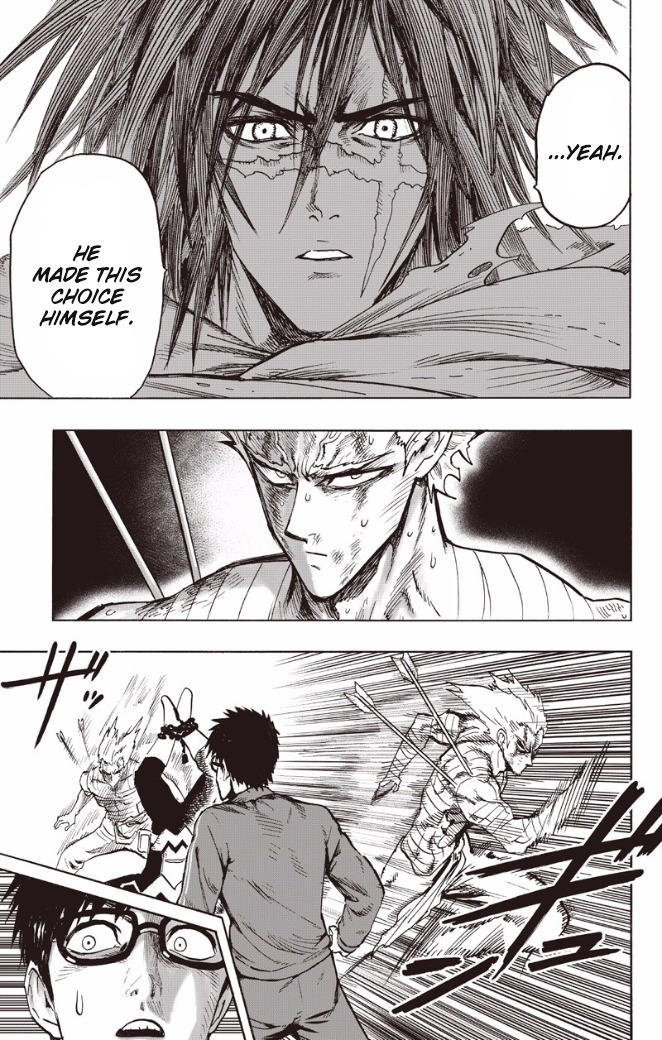 ...YEAH.
HE
MADE THIS
CHOICE
HIMSELF.
ザッ
ギュン